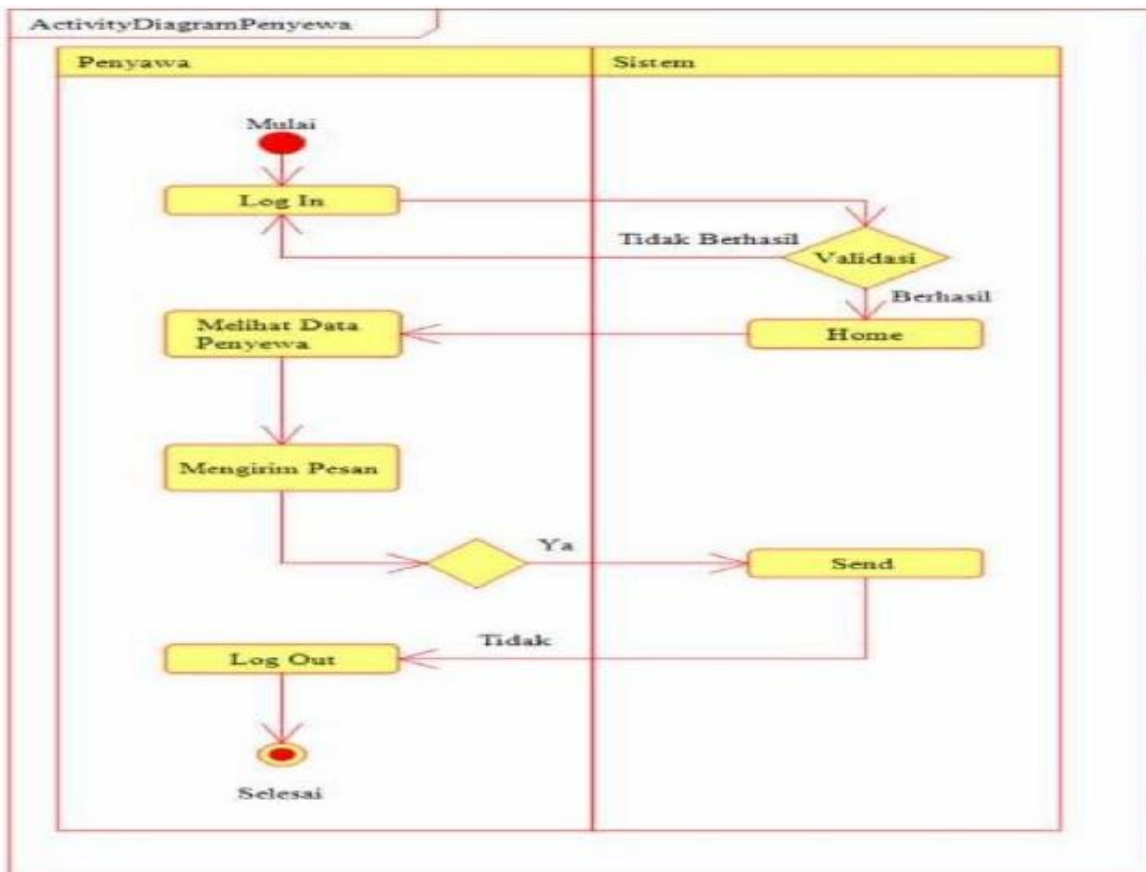 ActivityDiagramPenyewa
Penyawa
Sistem
Mulai
Log In
Tidak Berhasil
Validasi
Berhasil
Melihat Data
Penyewa
Home
Mengirim Pesan
Ya
Send
Tidak
Log Out
Selesai